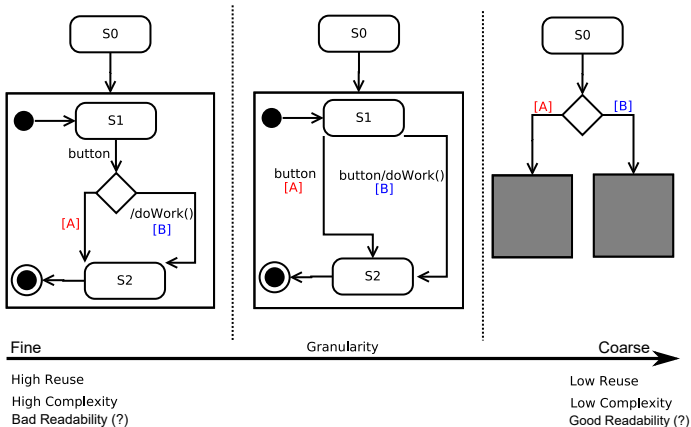 S0
S1
button
[A]
/doWork()
[B]
S2
S0
S1
button
[A]
button/doWork()
[B]
S2
S0
[A]
[B]
Fine
Granularity
Coarse
High Reuse
High Complexity
Bad Readability (?)
Low Reuse
Low Complexity
Good Readability (?)